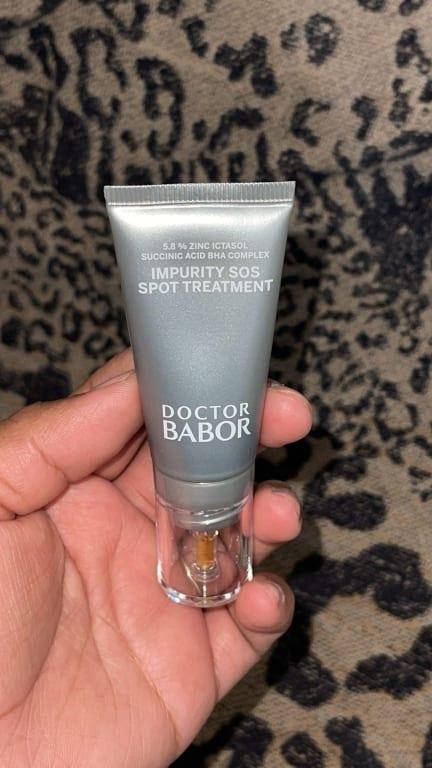 5.8 % ZINC ICTASOL
SUCCINIC ACID BHA COMPLEX
IMPURITY SOS
SPOT TREATMENT
DOCTOR
BABOR